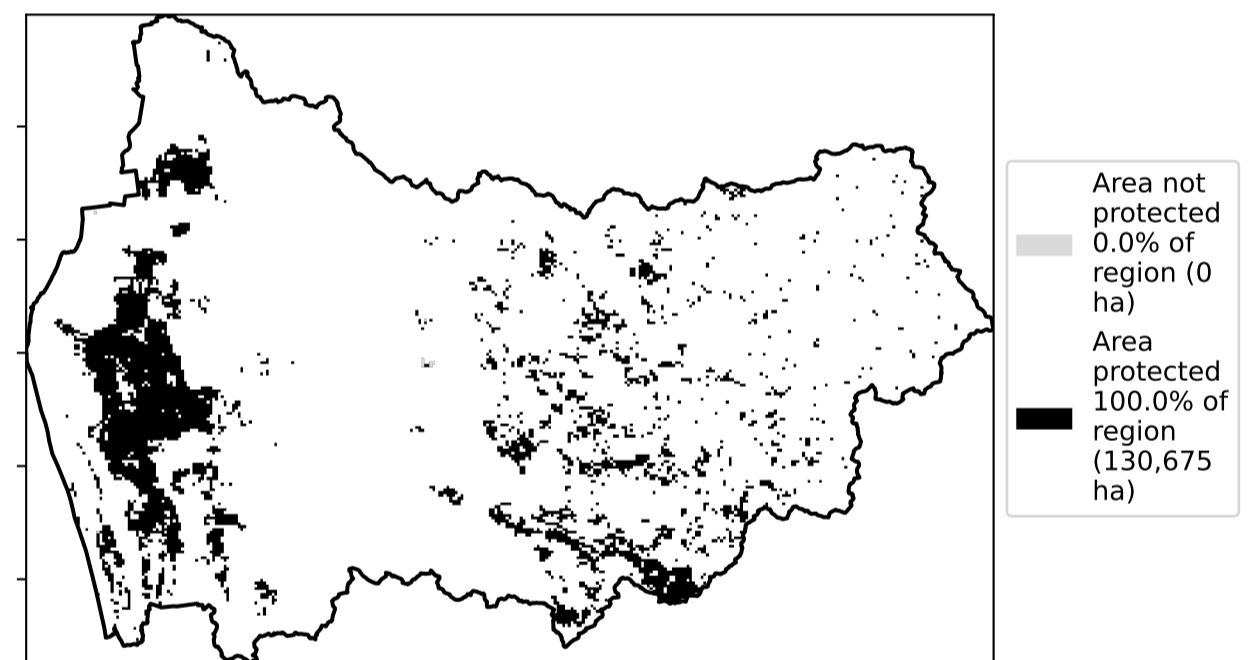 Area not
protected
0.0% of
region (0
ha)
Area
protected
100.0% of
region
(130,675
ha)